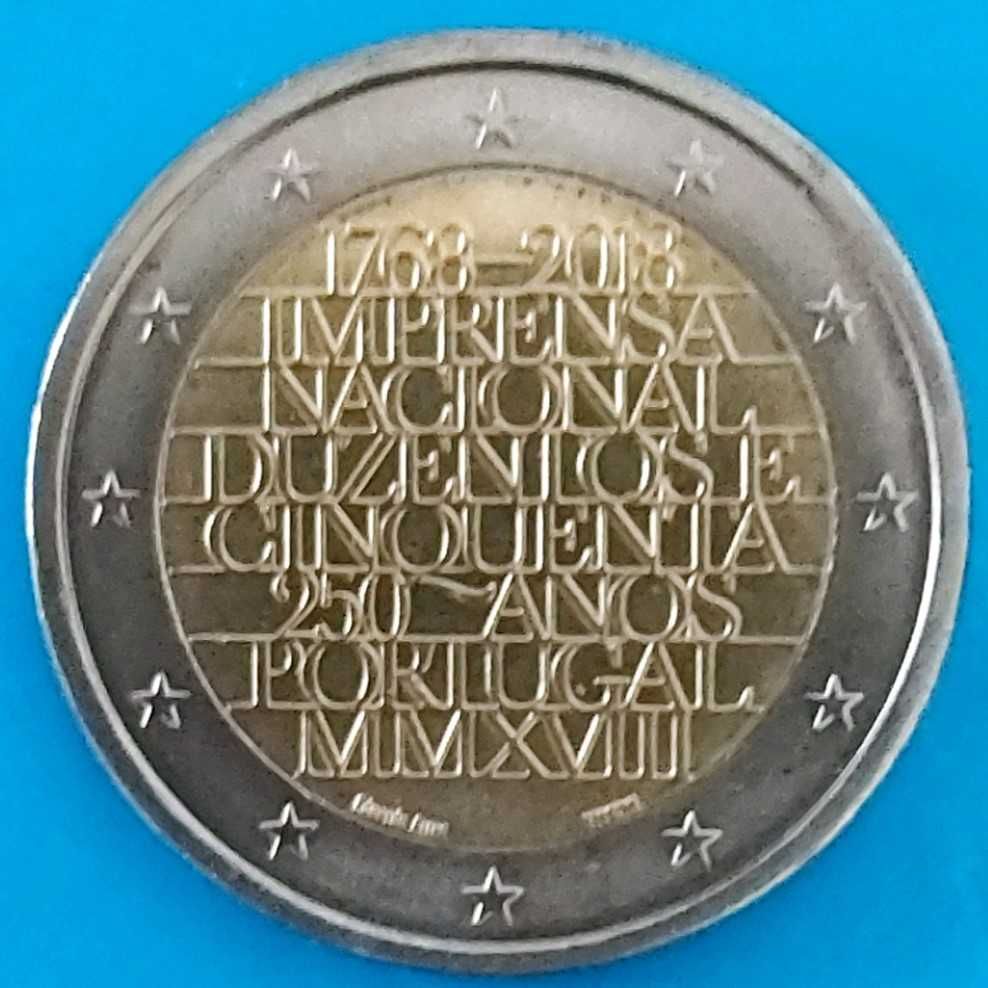 1768-2018
IMPRENSA
NACIONAL
DUZENTOS E
CINQUENTA
250 ANOS
PORTUGAL
MMXVIII